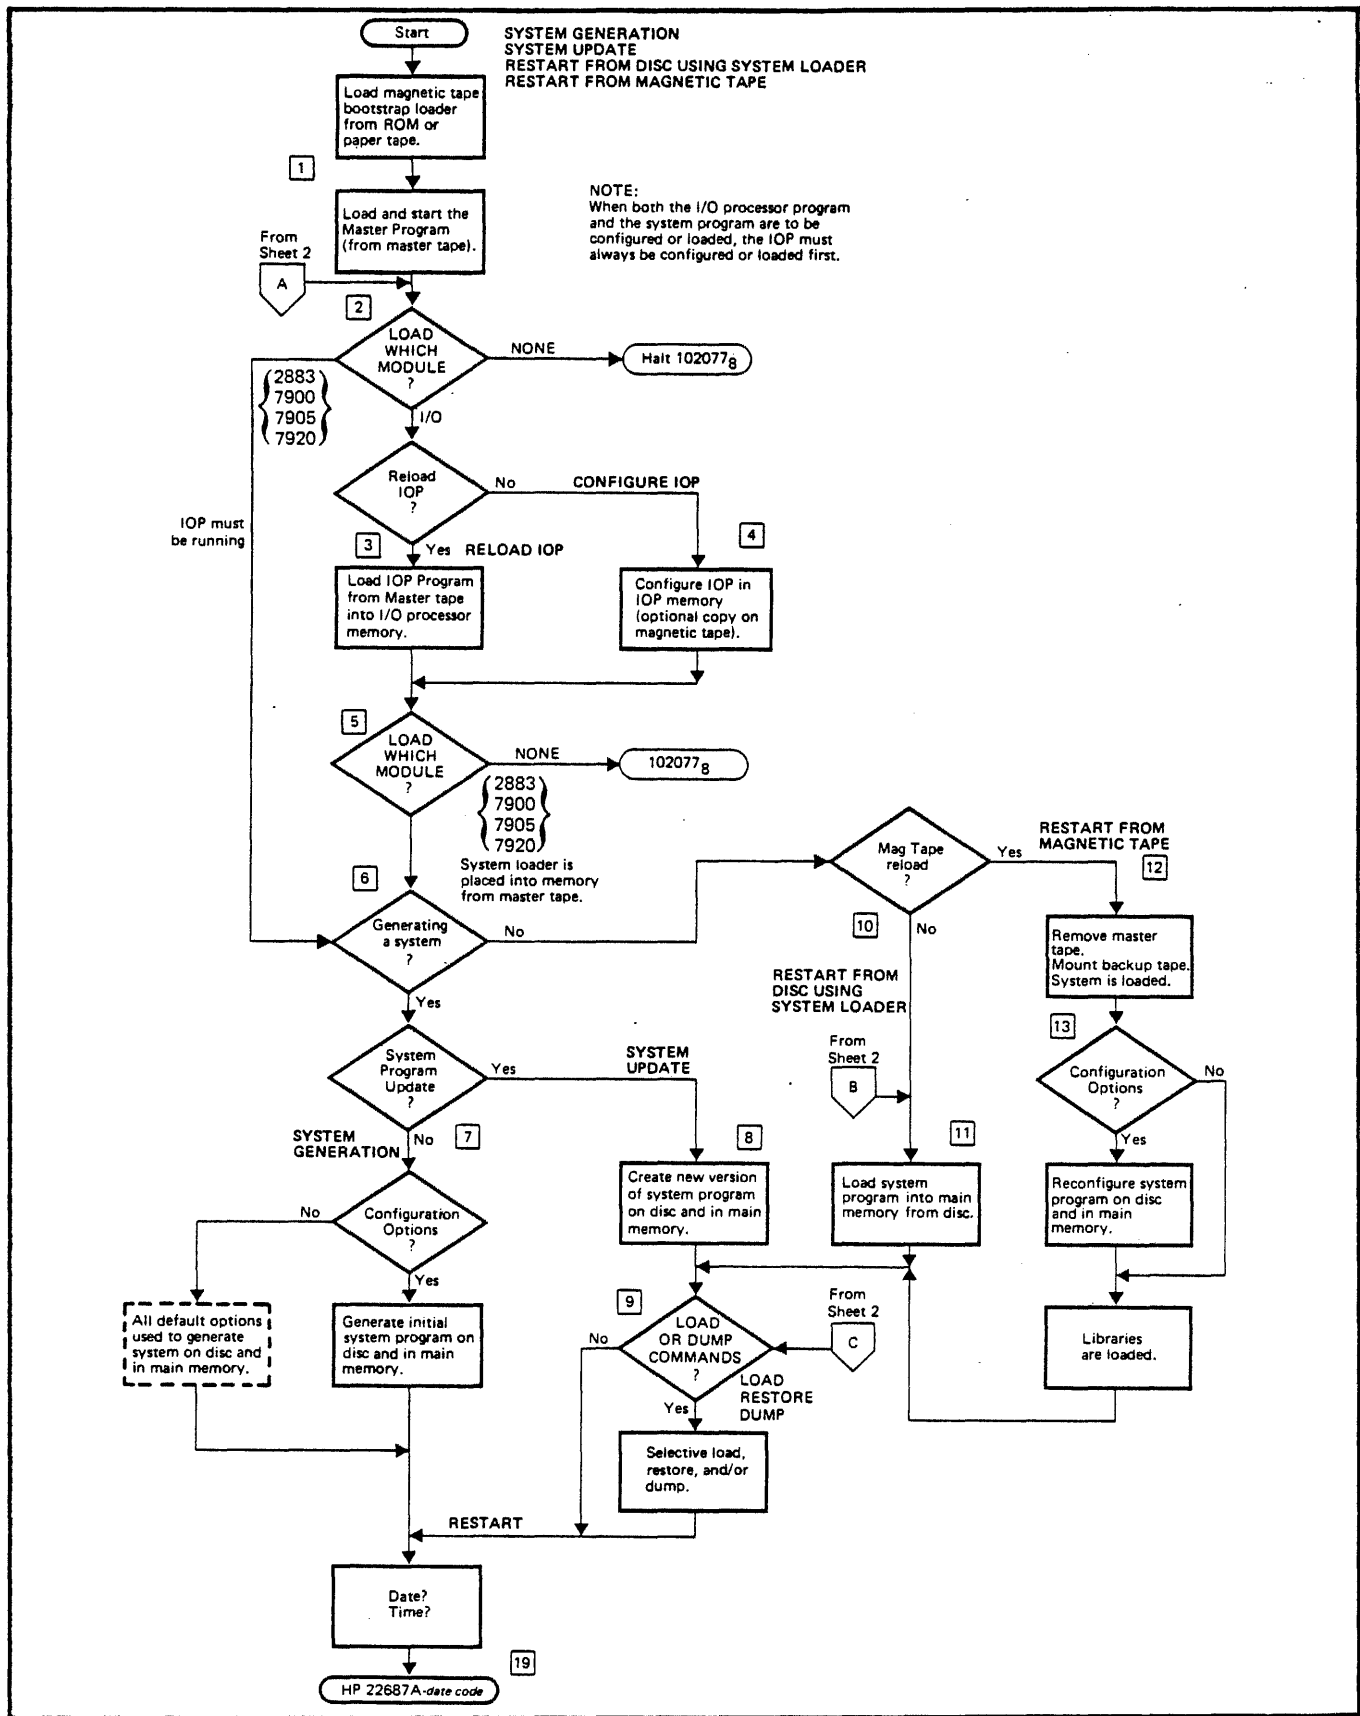 Start
SYSTEM GENERATION
SYSTEM UPDATE
RESTART FROM DISC USING SYSTEM LOADER
RESTART FROM MAGNETIC TAPE
Load magnetic tape
bootstrap loader
from ROM or
paper tape.
1
Load and start the
Master Program
(from master tape).
NOTE:
When both the I/O processor program
and the system program are to be
configured or loaded, the IOP must
always be configured or loaded first.
From
Sheet 2
A
2
LOAD
WHICH
MODULE
?
NONE
Halt 102077₈
2883
7900
7905
7920
I/O
Reload
IOP
?
No
CONFIGURE IOP
IOP must
be running
3
Yes
RELOAD IOP
4
Load IOP Program
from Master tape
into I/O processor
memory.
Configure IOP in
IOP memory
(optional copy on
magnetic tape).
5
LOAD
WHICH
MODULE
?
NONE
102077₈
2883
7900
7905
7920
System loader is
placed into memory
from master tape.
6
Generating
a system
?
No
Yes
Mag Tape
reload
?
Yes
RESTART FROM
MAGNETIC TAPE
12
10
No
Remove master
tape.
Mount backup tape.
System is loaded.
RESTART FROM
DISC USING
SYSTEM LOADER
13
System
Program
Update
?
Yes
SYSTEM
UPDATE
From
Sheet 2
B
Configuration
Options
?
No
Yes
SYSTEM
GENERATION
No
7
8
11
Create new version
of system program
on disc and in main
memory.
Load system
program into main
memory from disc.
Reconfigure system
program on disc
and in main
memory.
No
Configuration
Options
?
Yes
All default options
used to generate
system on disc and
in main memory.
Generate initial
system program on
disc and in main
memory.
9
LOAD
OR DUMP
COMMANDS
?
No
From
Sheet 2
C
LOAD
RESTORE
DUMP
Yes
Libraries
are loaded.
Selective load,
restore, and/or
dump.
RESTART
Date?
Time?
19
HP 22687A-date code